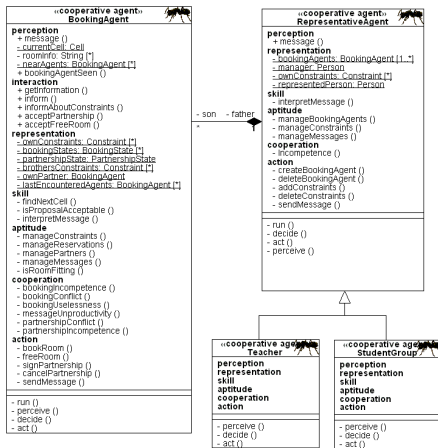 «cooperative agent»
BookingAgent
perception
+ message ()
- currentCell: Cell
- roomInfo: String [*]
- nearAgents: BookingAgent [*]
+ bookingAgentSeen ()
interaction
+ getInformation ()
+ inform ()
+ informAboutConstraints ()
+ acceptPartnership ()
+ acceptFreeRoom ()
representation
- ownConstraints: Constraint [*]
- bookingStates: BookingState [*]
- partnershipState: PartnershipState
- brothersConstraints: Constraint [*]
- ownPartner: BookingAgent
- lastEncounteredAgents: BookingAgent [*]
skill
- findNextCell ()
- isProposalAcceptable ()
- interpretMessage ()
aptitude
- manageConstraints ()
- manageReservations ()
- managePartners ()
- manageMessages ()
- isRoomFitting ()
cooperation
- bookingIncompetence ()
- bookingConflict ()
- bookingUselessness ()
- messageUnproductivity ()
- partnershipConflict ()
- partnershipIncompetence ()
action
- bookRoom ()
- freeRoom ()
- signPartnership ()
- cancelPartnership ()
- sendMessage ()
- run ()
- perceive ()
- decide ()
- act ()
- son - father
*
«cooperative agent»
RepresentativeAgent
perception
+ message ()
representation
- bookingAgents: BookingAgent [1..*]
- manager: Person
- ownConstraints: Constraint [*]
- representedPerson: Person
skill
- interpretMessage ()
aptitude
- manageBookingAgents ()
- manageConstraints ()
- manageMessages ()
cooperation
- incompetence ()
action
- createBookingAgent ()
- deleteBookingAgent ()
- addConstraints ()
- deleteConstraints ()
- sendMessage ()
- run ()
- decide ()
- act ()
- perceive ()
«cooperative agent»
Teacher
perception
representation
skill
aptitude
cooperation
action
- perceive ()
- decide ()
- act ()
«cooperative agent»
StudentGroup
perception
representation
skill
aptitude
cooperation
action
- perceive ()
- decide ()
- act ()